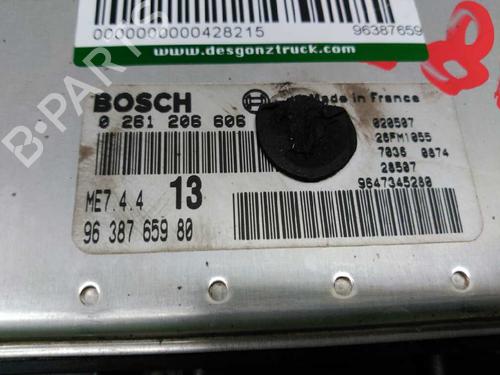 0000000000428215
96387659
www.desgonztruck.com
BOSCH
Made in France
0 261 206 606
020507
26FM1055
7036 0874
28507
9647345280
ME7.4.4 13
96 387 659 80
B-PARTS